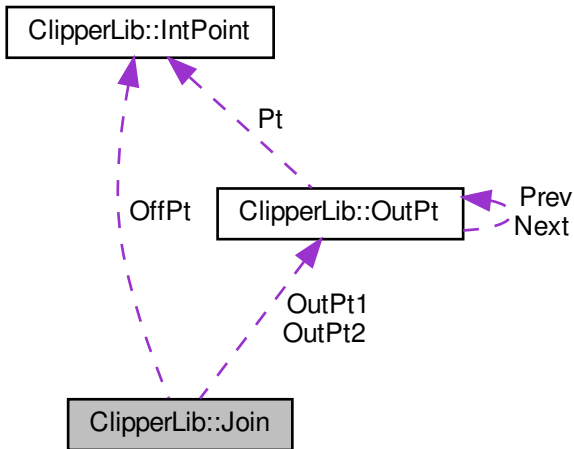 ClipperLib::IntPoint
Pt
OffPt
ClipperLib::OutPt
Prev
Next
OutPt1
OutPt2
ClipperLib::Join